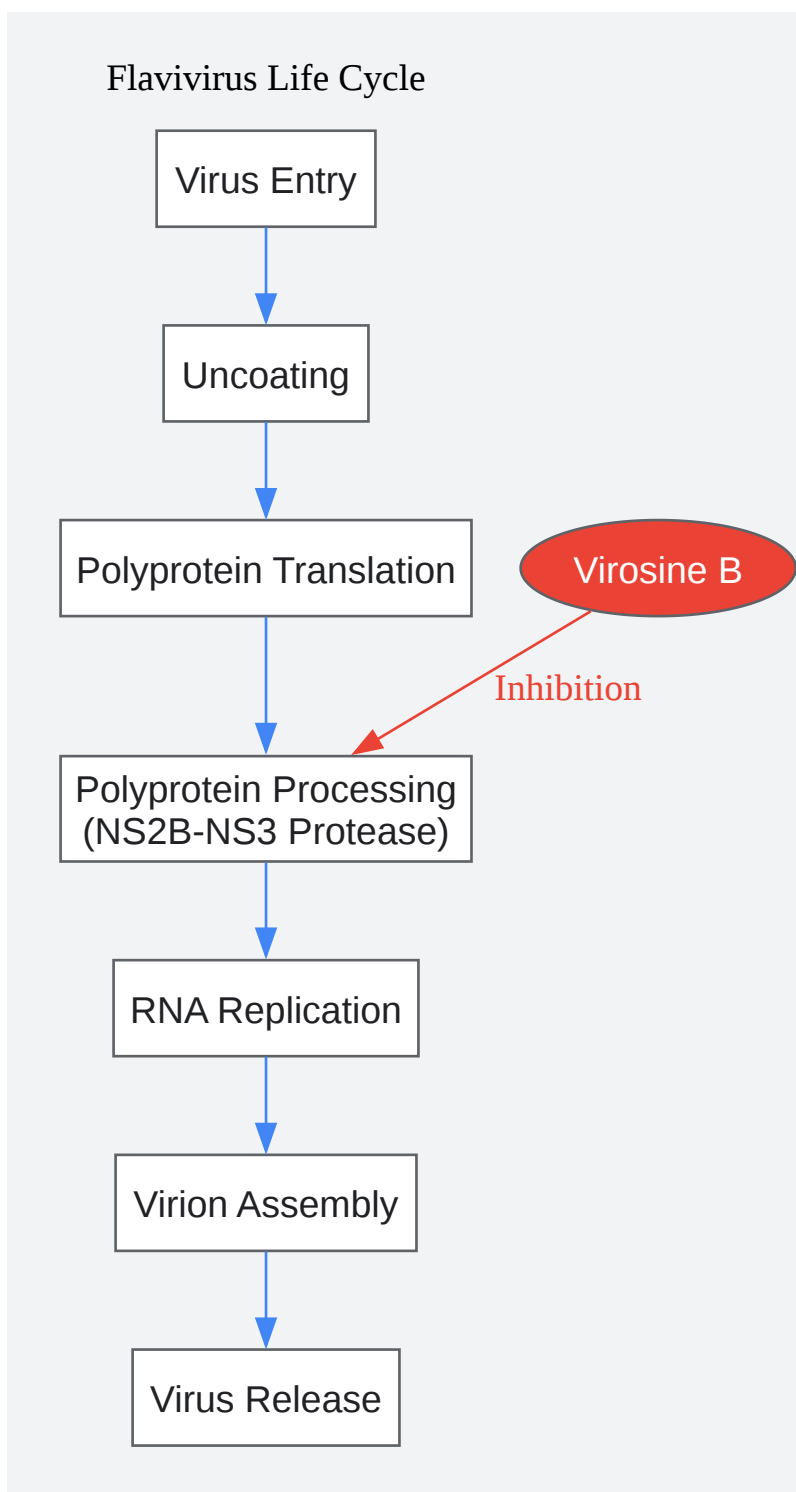 Flavivirus Life Cycle
Virus Entry
Uncoating
Polyprotein Translation
Virosine B
Inhibition
Polyprotein Processing
(NS2B-NS3 Protease)
RNA Replication
Virion Assembly
Virus Release